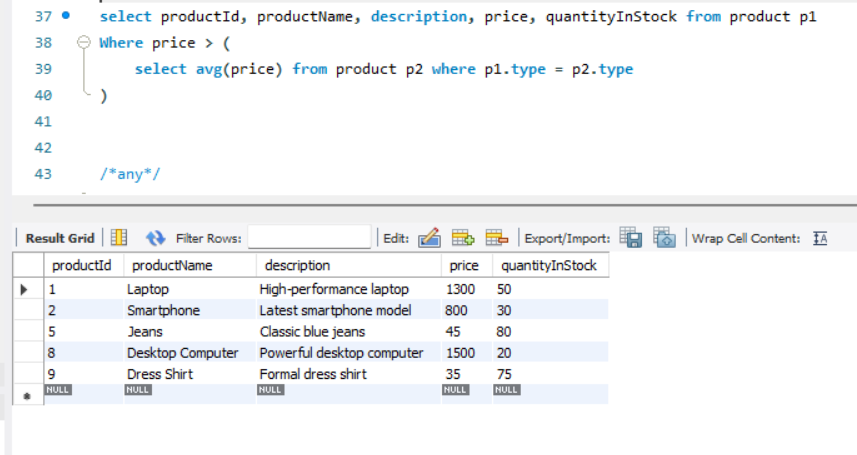 37 select productId, productName, description, price, quantityInStock from product p1
38 Where price > (
39 select avg(price) from product p2 where p1.type = p2.type
40 )
41
42
43 /*any*/
Result Grid Filter Rows: Edit: Export/Import: Wrap Cell Content: IA
productId productName description price quantityInStock
1 Laptop High-performance laptop 1300 50
2 Smartphone Latest smartphone model 800 30
5 Jeans Classic blue jeans 45 80
8 Desktop Computer Powerful desktop computer 1500 20
9 Dress Shirt Formal dress shirt 35 75
NULL NULL NULL NULL NULL